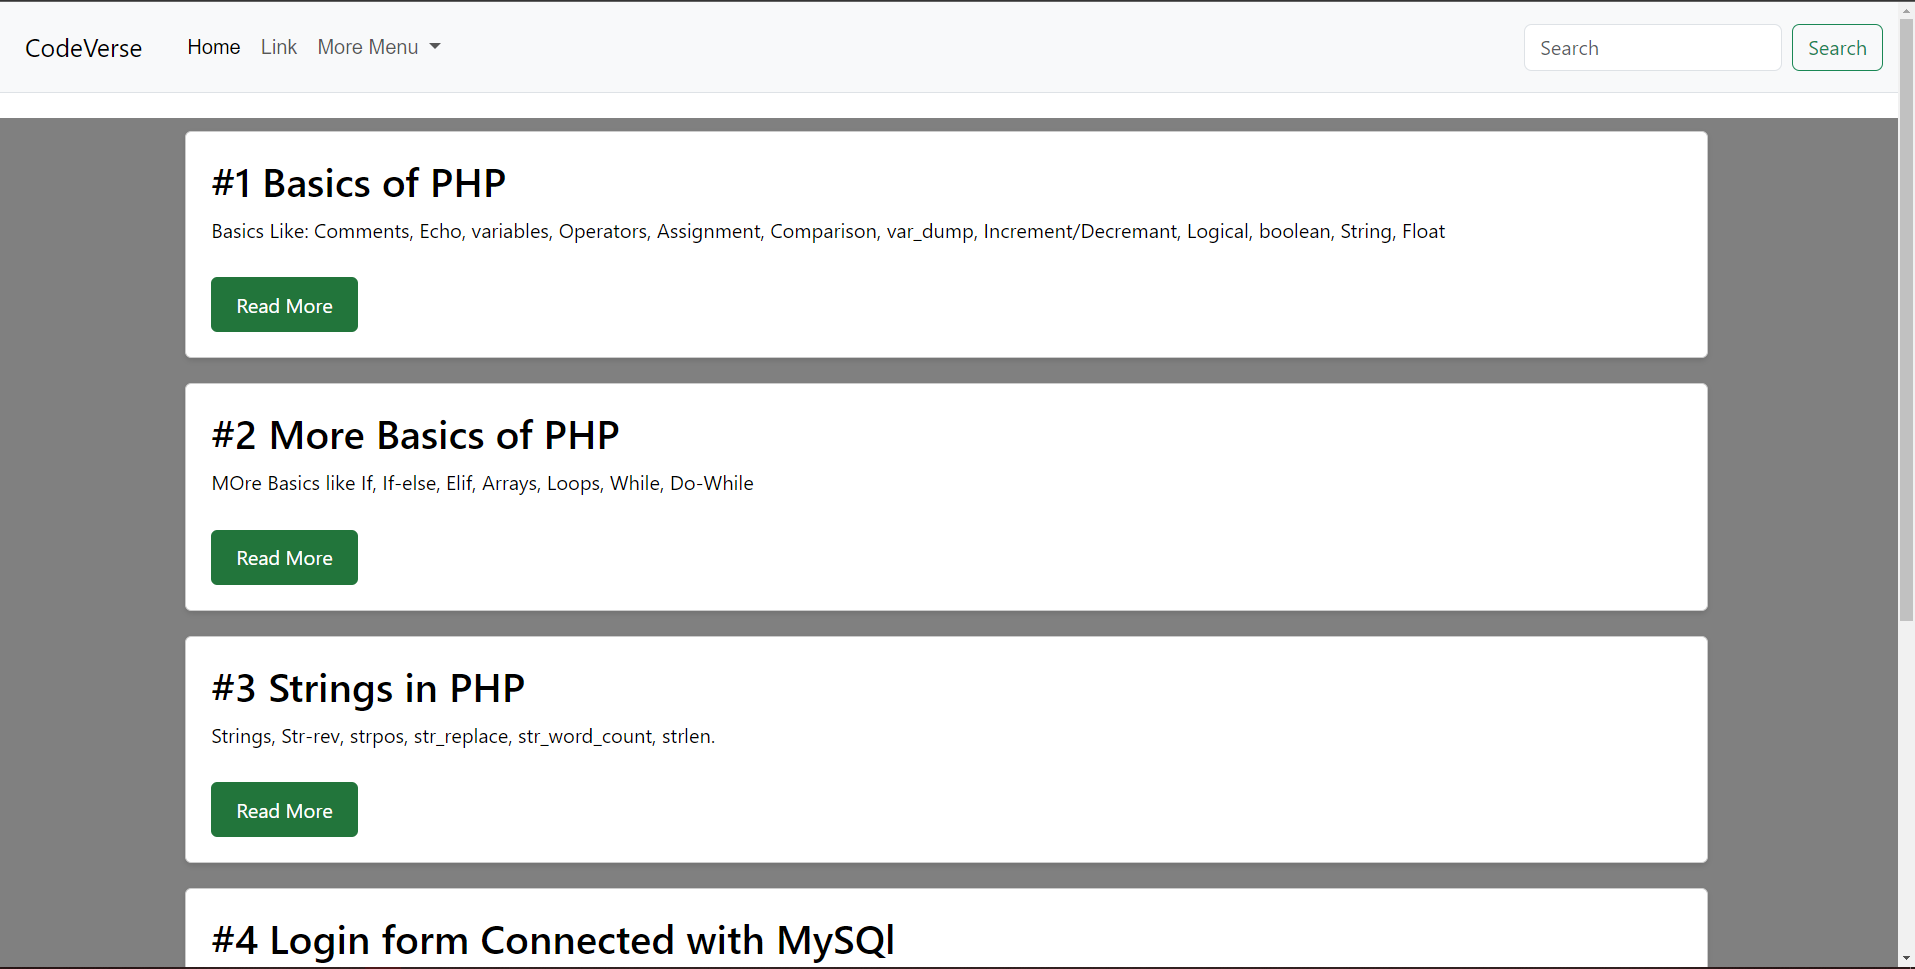 CodeVerse Home Link More Menu Search Search
#1 Basics of PHP
Basics Like: Comments, Echo, variables, Operators, Assignment, Comparison, var_dump, Increment/Decremant, Logical, boolean, String, Float
Read More
#2 More Basics of PHP
MOre Basics like If, If-else, Elif, Arrays, Loops, While, Do-While
Read More
#3 Strings in PHP
Strings, Str-rev, strpos, str_replace, str_word_count, strlen.
Read More
#4 Login form Connected with MySQl